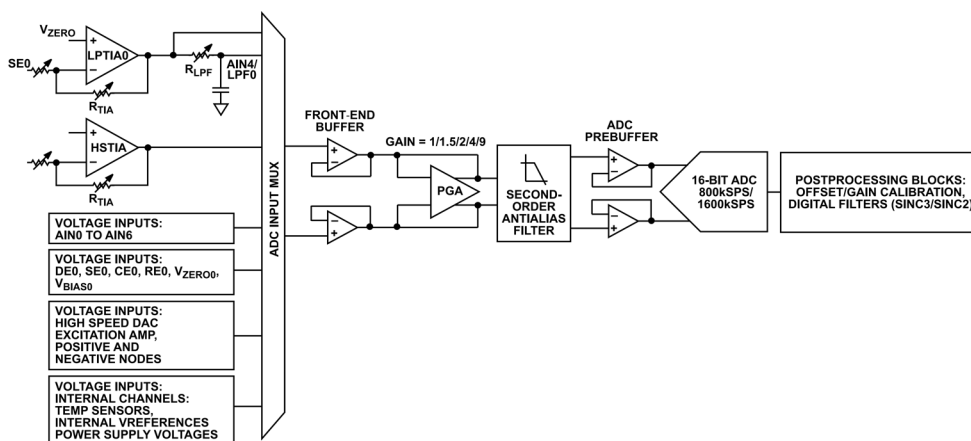 VZERO
+
LPTIA0
SE0
−
RTIA
RLPF
AIN4/
LPF0
+
HSTIA
−
RTIA
VOLTAGE INPUTS:
AIN0 TO AIN6
VOLTAGE INPUTS:
DE0, SE0, CE0, RE0, VZERO0,
VBIAS0
VOLTAGE INPUTS:
HIGH SPEED DAC
EXCITATION AMP,
POSITIVE AND
NEGATIVE NODES
VOLTAGE INPUTS:
INTERNAL CHANNELS:
TEMP SENSORS,
INTERNAL VREFERENCES
POWER SUPPLY VOLTAGES
ADC INPUT MUX
FRONT-END
BUFFER
+
−
−
+
GAIN = 1/1.5/2/4/9
PGA
SECOND-
ORDER
ANTIALIAS
FILTER
ADC
PREBUFFER
+
−
−
+
16-BIT ADC
800kSPS/
1600kSPS
POSTPROCESSING BLOCKS:
OFFSET/GAIN CALIBRATION,
DIGITAL FILTERS (SINC3/SINC2)